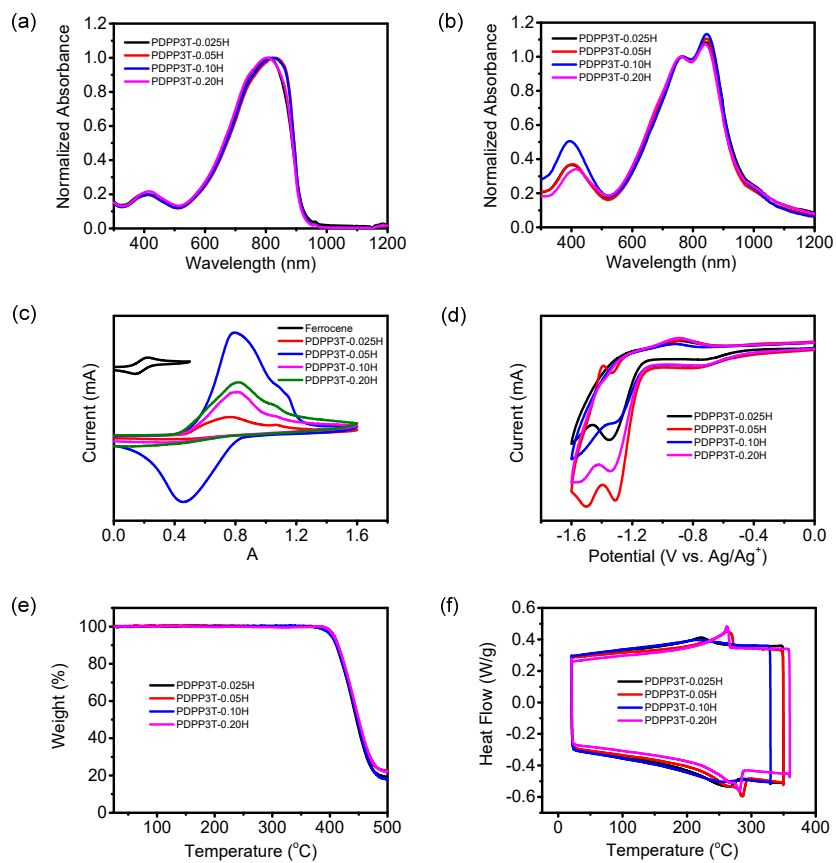 (a)
Normalized Absorbance
1.2
1.0
0.8
0.6
0.4
0.2
0.0
PDPP3T-0.025H
PDPP3T-0.05H
PDPP3T-0.10H
PDPP3T-0.20H
400 600 800 1000 1200
Wavelength (nm)
(b)
Normalized Absorbance
1.2
1.0
0.8
0.6
0.4
0.2
0.0
PDPP3T-0.025H
PDPP3T-0.05H
PDPP3T-0.10H
PDPP3T-0.20H
400 600 800 1000 1200
Wavelength (nm)
(c)
Current (mA)
Ferrocene
PDPP3T-0.025H
PDPP3T-0.05H
PDPP3T-0.10H
PDPP3T-0.20H
0.0 0.4 0.8 1.2 1.6
A
(d)
Current (mA)
PDPP3T-0.025H
PDPP3T-0.05H
PDPP3T-0.10H
PDPP3T-0.20H
-1.6 -1.2 -0.8 -0.4 0.0
Potential (V vs. Ag/Ag⁺)
(e)
Weight (%)
100
80
60
40
20
0
PDPP3T-0.025H
PDPP3T-0.05H
PDPP3T-0.10H
PDPP3T-0.20H
100 200 300 400 500
Temperature (°C)
(f)
Heat Flow (W/g)
0.6
0.4
0.2
0.0
-0.2
-0.4
-0.6
PDPP3T-0.025H
PDPP3T-0.05H
PDPP3T-0.10H
PDPP3T-0.20H
0 100 200 300 400
Temperature (°C)